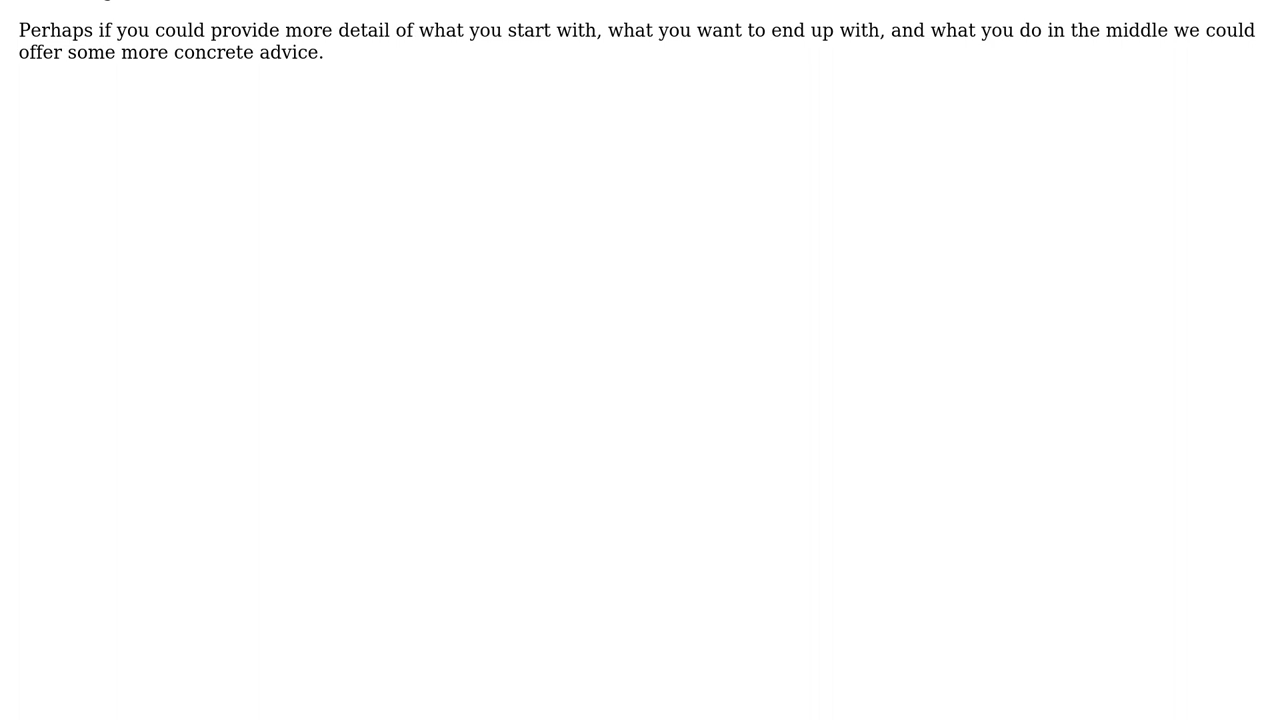 Perhaps if you could provide more detail of what you start with, what you want to end up with, and what you do in the middle we could
offer some more concrete advice.